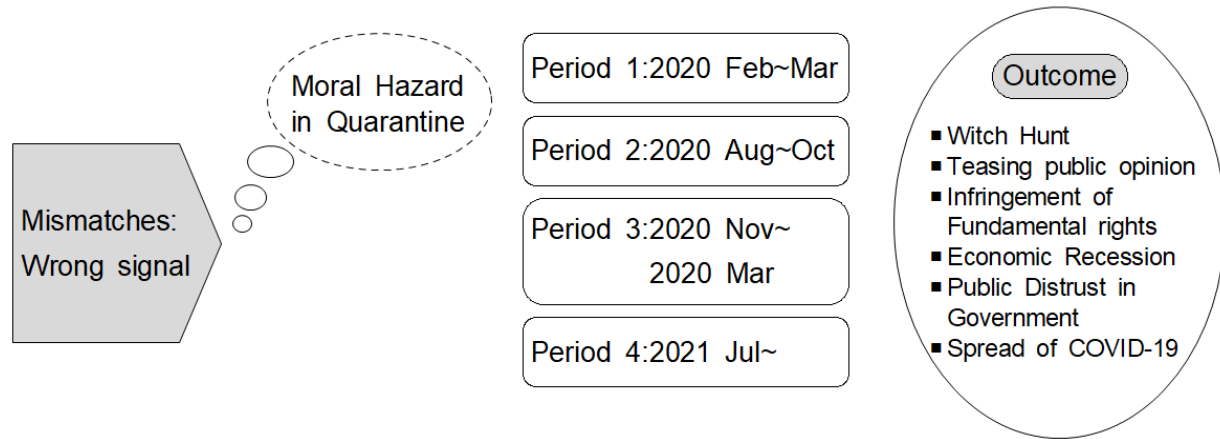 Mismatches:
Wrong signal
Moral Hazard
in Quarantine
Period 1:2020 Feb~Mar
Period 2:2020 Aug~Oct
Period 3:2020 Nov~
2020 Mar
Period 4:2021 Jul~
Outcome
▪ Witch Hunt
▪ Teasing public opinion
▪ Infringement of
Fundamental rights
▪ Economic Recession
▪ Public Distrust in
Government
▪ Spread of COVID-19